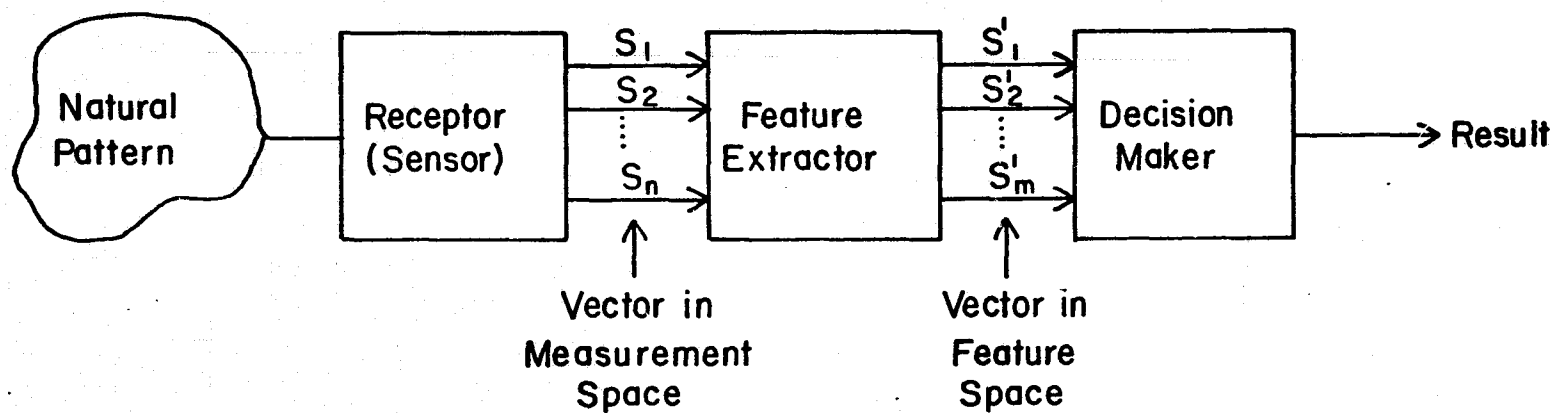 Natural
Pattern
Receptor
(Sensor)
S1
S2
Sn
Feature
Extractor
S'1
S'2
S'm
Decision
Maker
Result
Vector in
Measurement
Space
Vector in
Feature
Space